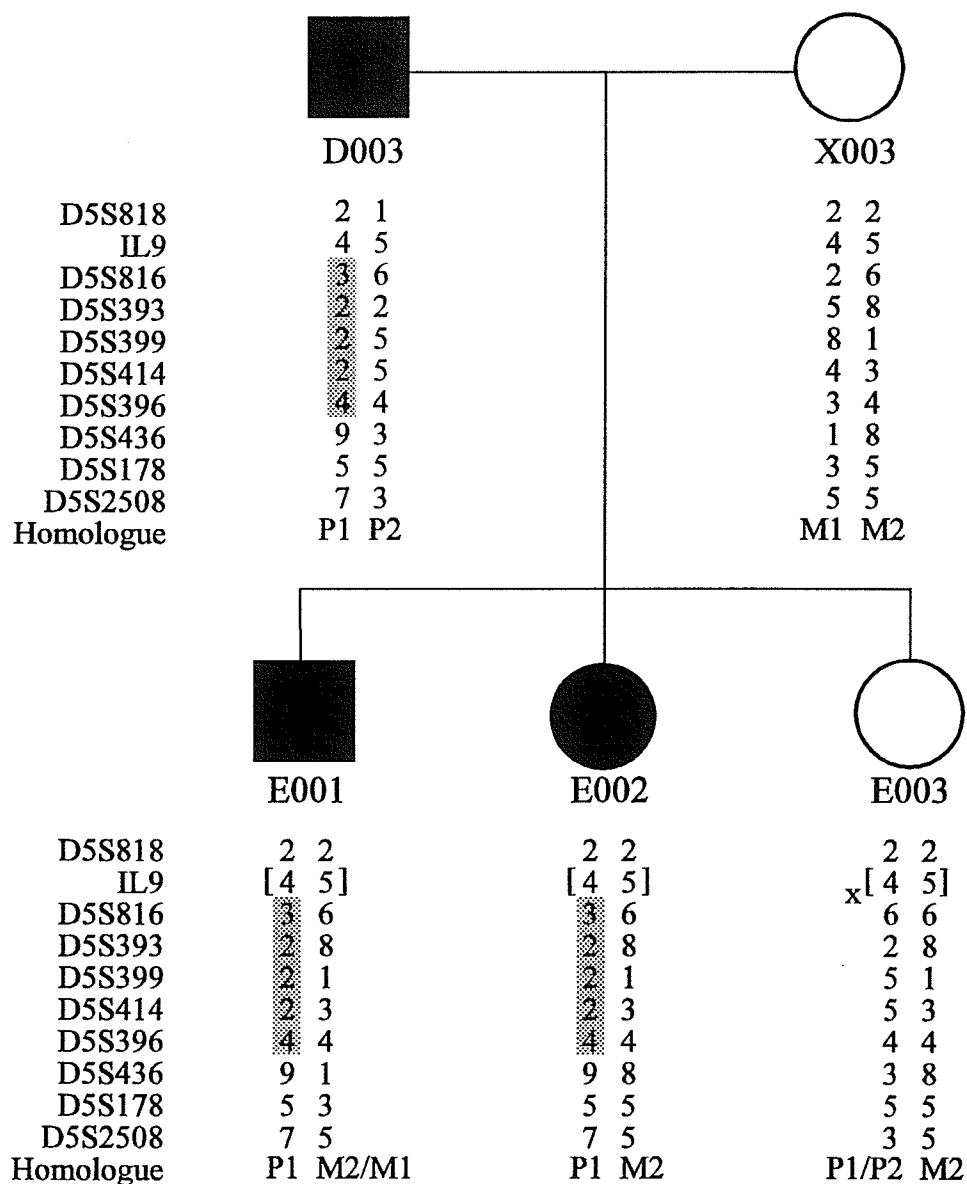 D003 X003
D5S818 2 1 2 2
IL9 4 5 4 5
D5S816 3 6 2 6
D5S393 2 2 5 8
D5S399 2 5 8 1
D5S414 2 5 4 3
D5S396 4 4 3 4
D5S436 9 3 1 8
D5S178 5 5 3 5
D5S2508 7 3 5 5
Homologue P1 P2 M1 M2
E001 E002 E003
D5S818 2 2 2 2 2 2
IL9 [4 5] [4 5] x[4 5]
D5S816 3 6 3 6 6 6
D5S393 2 8 2 8 2 8
D5S399 2 1 2 1 5 1
D5S414 2 3 2 3 5 3
D5S396 4 4 4 4 4 4
D5S436 9 1 9 8 3 8
D5S178 5 3 5 5 5 5
D5S2508 7 5 7 5 3 5
Homologue P1 M2/M1 P1 M2 P1/P2 M2